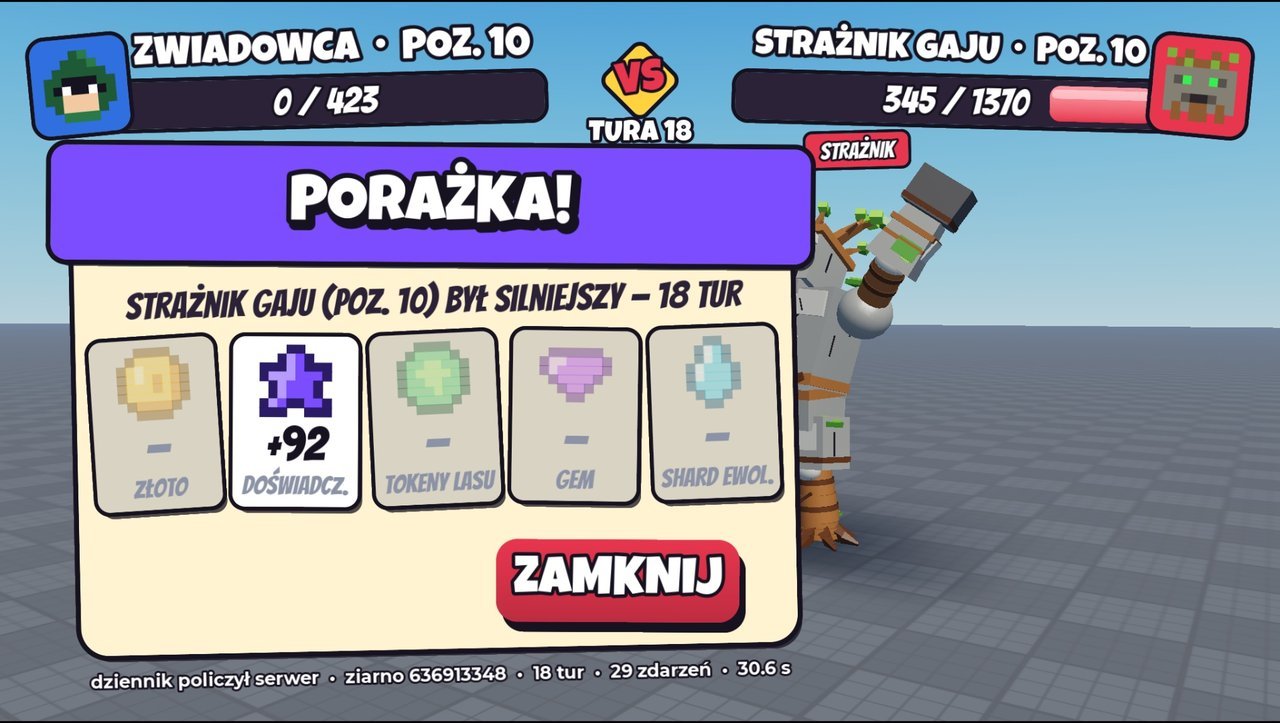 ZWIADOWCA • POZ. 10
0 / 423
VS
TURA 18
STRAŻNIK GAJU • POZ. 10
345 / 1370
STRAŻNIK
PORAŻKA!
STRAŻNIK GAJU (POZ. 10) BYŁ SILNIEJSZY – 18 TUR
–
ZŁOTO
+92
DOŚWIADCZ.
–
TOKENY LASU
–
GEM
–
SHARD EWOL.
ZAMKNIJ
dziennik policzył serwer • ziarno 636913348 • 18 tur • 29 zdarzeń • 30.6 s